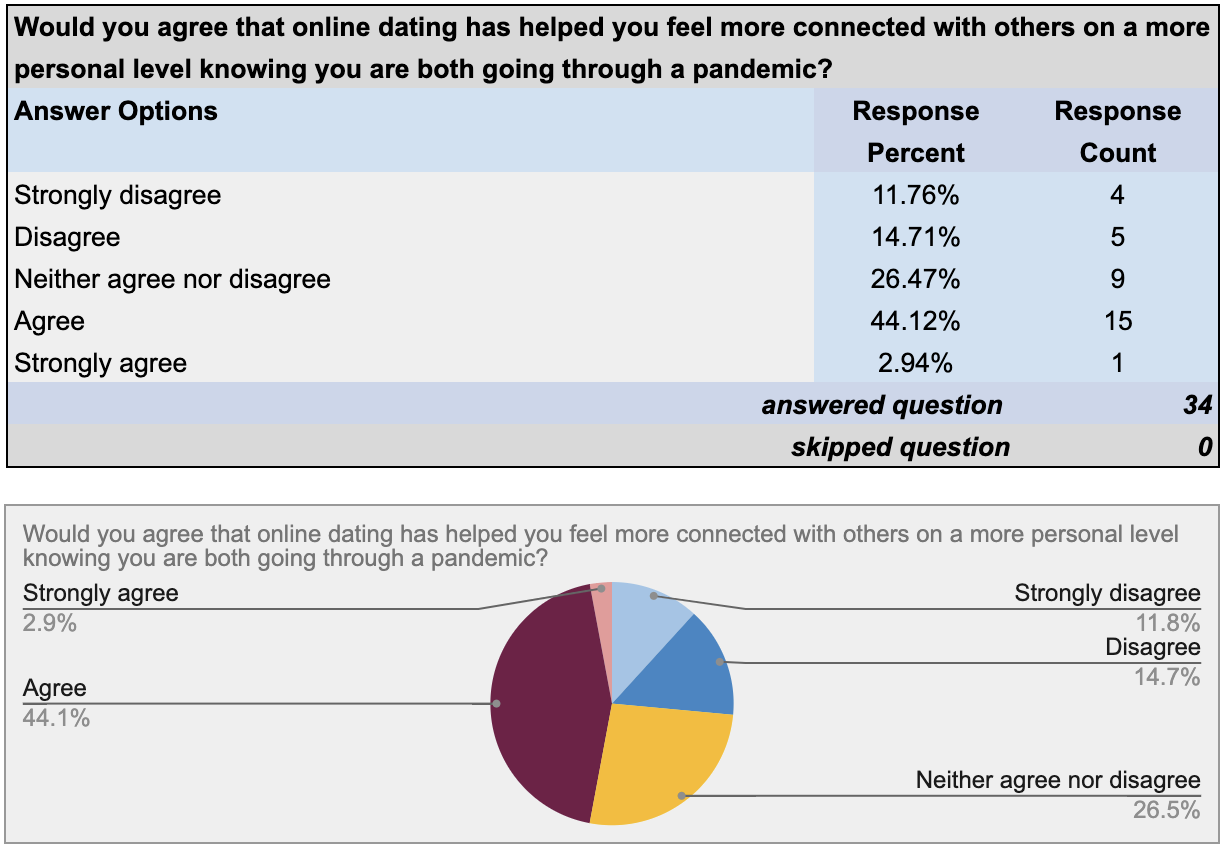 Would you agree that online dating has helped you feel more connected with others on a more
personal level knowing you are both going through a pandemic?
Answer Options Response Percent Response Count
Strongly disagree 11.76% 4
Disagree 14.71% 5
Neither agree nor disagree 26.47% 9
Agree 44.12% 15
Strongly agree 2.94% 1
answered question 34
skipped question 0
Would you agree that online dating has helped you feel more connected with others on a more personal level
knowing you are both going through a pandemic?
Strongly agree
2.9%
Agree
44.1%
Strongly disagree
11.8%
Disagree
14.7%
Neither agree nor disagree
26.5%